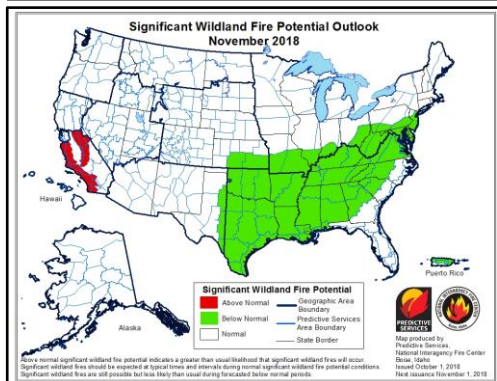 Significant Wildland Fire Potential Outlook
November 2018
Hawaii
Alaska
Puerto Rico
Significant Wildland Fire Potential
Above Normal
Below Normal
Normal
Geographic Area
Boundary
Predictive Services
Area Boundary
State Border
PREDICTIVE
SERVICES
NATIONAL INTERAGENCY FIRE CENTER
Map produced by
Predictive Services,
National Interagency Fire Center
Boise, Idaho
Issued October 1, 2018
Next issuance November 1, 2018
Above normal significant wildland fire potential indicates a greater than usual likelihood that significant wildland fires will occur.
Significant wildland fires should be expected at typical times and intervals during normal significant wildland fire potential conditions.
Significant wildland fires are still possible but less likely than usual during forecasted below normal periods.